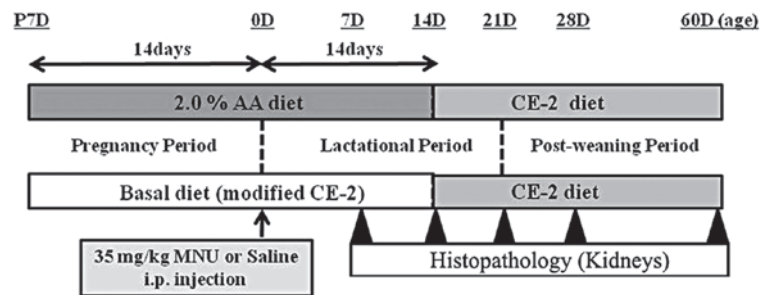 P7D 0D 7D 14D 21D 28D 60D (age)
14days 14days
2.0 % AA diet CE-2 diet
Pregnancy Period Lactational Period Post-weaning Period
Basal diet (modified CE-2) CE-2 diet
35 mg/kg MNU or Saline
i.p. injection
Histopathology (Kidneys)